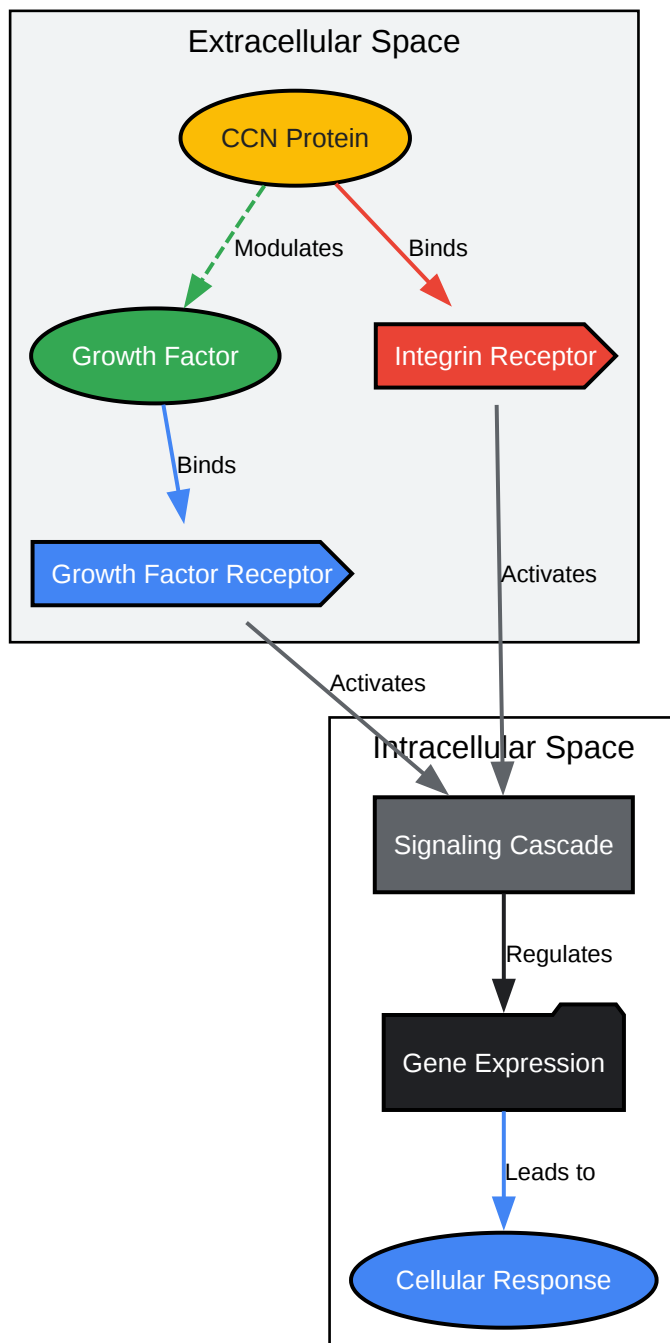 Extracellular Space
CCN Protein
Modulates
Binds
Growth Factor
Integrin Receptor
Binds
Growth Factor Receptor
Activates
Activates
Intracellular Space
Signaling Cascade
Regulates
Gene Expression
Leads to
Cellular Response